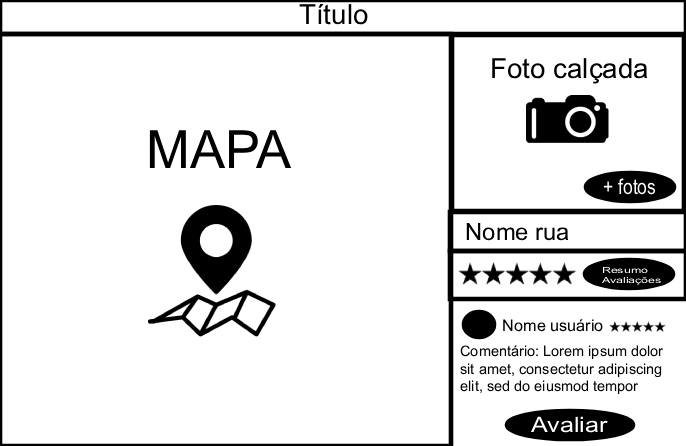 Título
MAPA
Foto calçada
+ fotos
Nome rua
Resumo
Avaliações
Nome usuário
Comentário: Lorem ipsum dolor
sit amet, consectetur adipiscing
elit, sed do eiusmod tempor
Avaliar